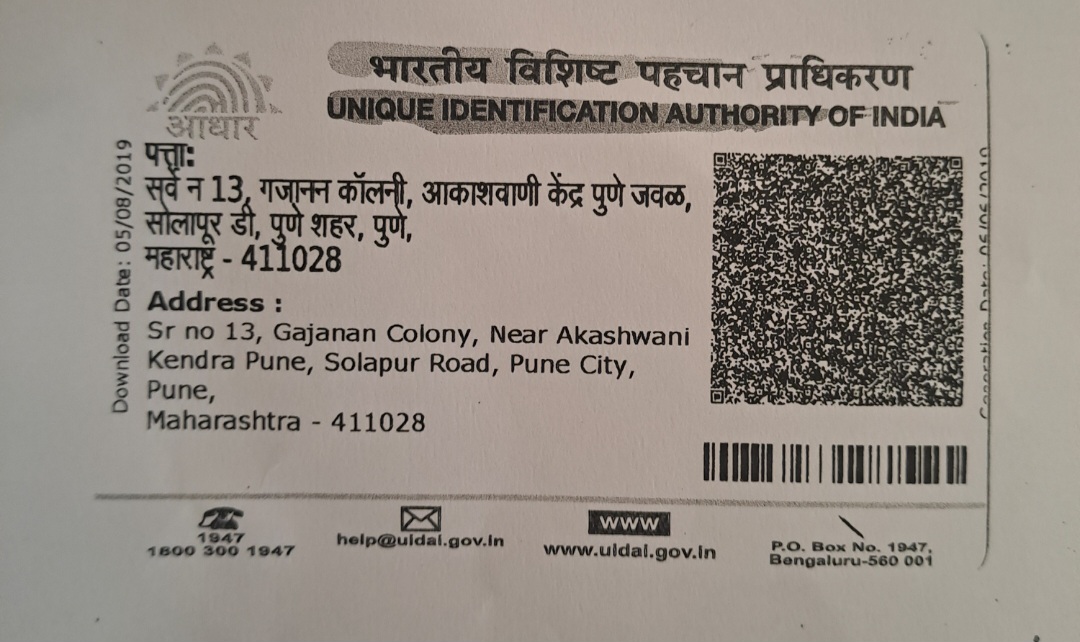 भारतीय विशिष्ट पहचान प्राधिकरण
UNIQUE IDENTIFICATION AUTHORITY OF INDIA
आधार
Download Date: 05/08/2019
पत्ता:
सर्वे न 13, गजानन कॉलनी, आकाशवाणी केंद्र पुणे जवळ,
सोलापूर डी, पुणे शहर, पुणे,
महाराष्ट्र - 411028
Address :
Sr no 13, Gajanan Colony, Near Akashwani
Kendra Pune, Solapur Road, Pune City,
Pune,
Maharashtra - 411028
1947
1800 300 1947
help@uidai.gov.in
www
www.uidai.gov.in
P.O. Box No. 1947,
Bengaluru-560 001